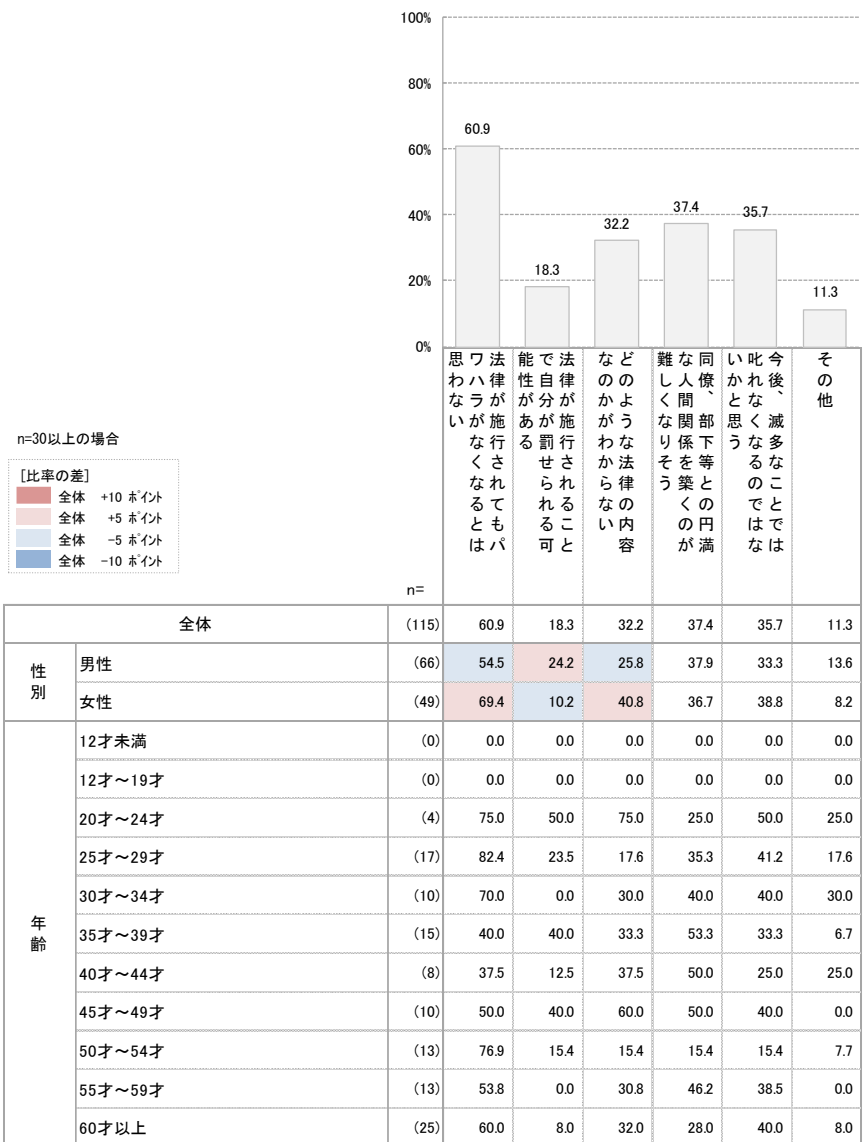 100%
80%
60%
40%
20%
0%
60.9
18.3
32.2
37.4
35.7
11.3
法律が施行されてもパ
ワハラがなくなるとは
思わない
法律が施行されること
で自分が罰せられる可
能性がある
どのような法律の内容
なのかがわからない
同僚、部下等との円満
な人間関係を築くのが
難しくなりそう
今後、滅多なことでは
叱れなくなるのではな
いかと思う
その他
n=30以上の場合
[比率の差]
全体 +10 ポイント
全体 +5 ポイント
全体 -5 ポイント
全体 -10 ポイント
n=
全体 (115) 60.9 18.3 32.2 37.4 35.7 11.3
性別
男性 (66) 54.5 24.2 25.8 37.9 33.3 13.6
女性 (49) 69.4 10.2 40.8 36.7 38.8 8.2
年齢
12才未満 (0) 0.0 0.0 0.0 0.0 0.0 0.0
12才～19才 (0) 0.0 0.0 0.0 0.0 0.0 0.0
20才～24才 (4) 75.0 50.0 75.0 25.0 50.0 25.0
25才～29才 (17) 82.4 23.5 17.6 35.3 41.2 17.6
30才～34才 (10) 70.0 0.0 30.0 40.0 40.0 30.0
35才～39才 (15) 40.0 40.0 33.3 53.3 33.3 6.7
40才～44才 (8) 37.5 12.5 37.5 50.0 25.0 25.0
45才～49才 (10) 50.0 40.0 60.0 50.0 40.0 0.0
50才～54才 (13) 76.9 15.4 15.4 15.4 15.4 7.7
55才～59才 (13) 53.8 0.0 30.8 46.2 38.5 0.0
60才以上 (25) 60.0 8.0 32.0 28.0 40.0 8.0